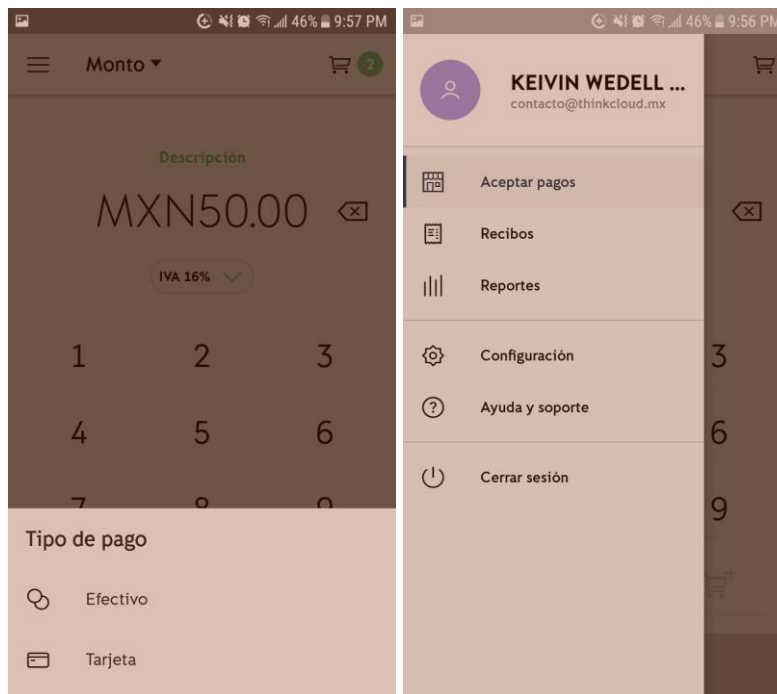 46% 9:57 PM
Monto
2
Descripción
MXN50.00
IVA 16%
1 2 3
4 5 6
7
Tipo de pago
Efectivo
Tarjeta
46% 9:56 PM
KEIVIN WEDELL ...
contacto@thinkcloud.mx
Aceptar pagos
Recibos
Reportes
Configuración
Ayuda y soporte
Cerrar sesión
3
6
9